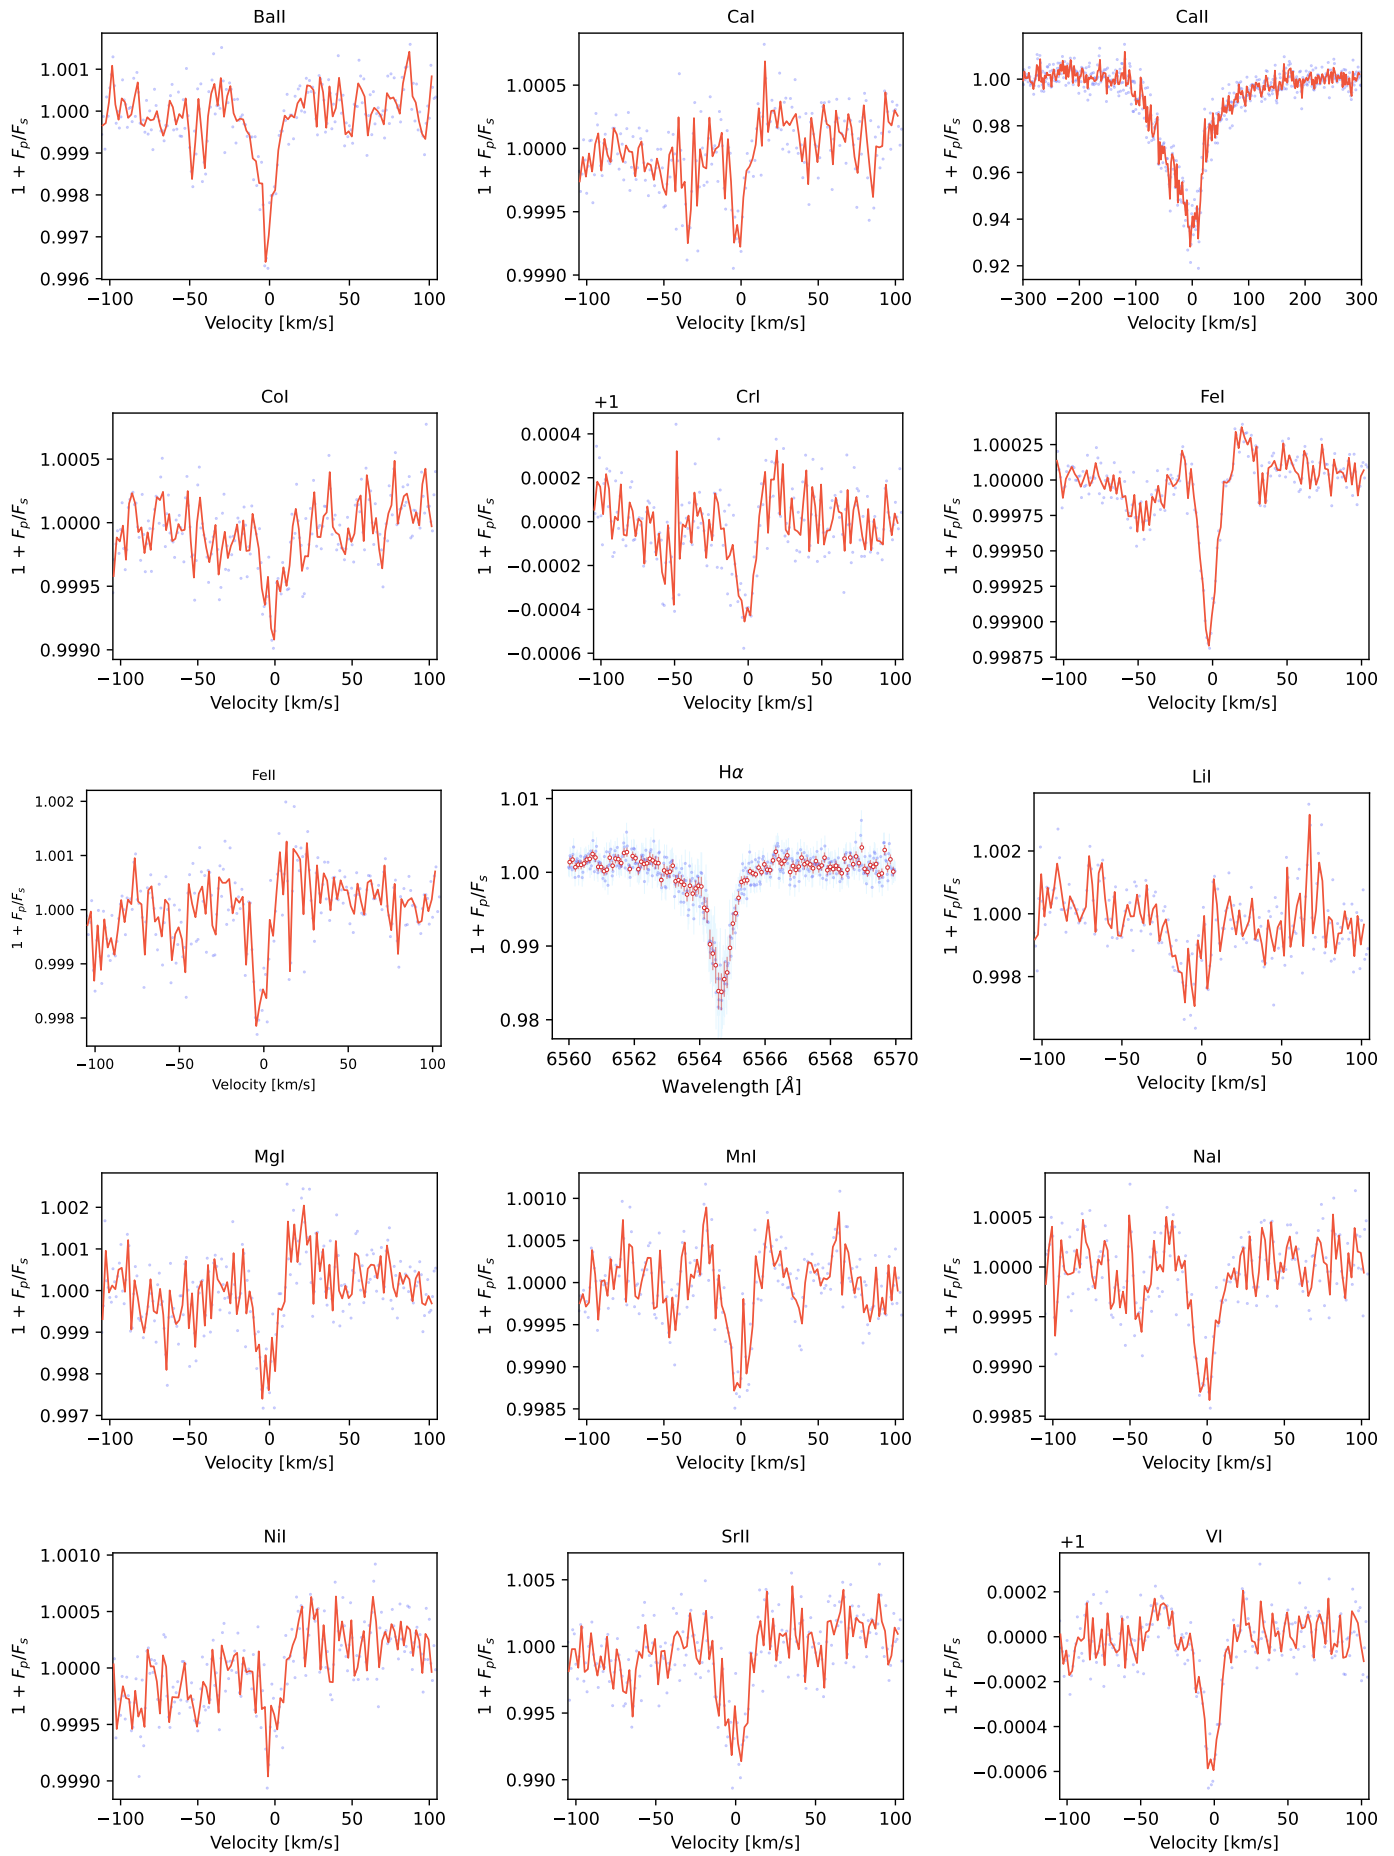 BaII
1 + F_p/F_s
1.001
1.000
0.999
0.998
0.997
0.996
−100 −50 0 50 100
Velocity [km/s]
CaI
1 + F_p/F_s
1.0005
1.0000
0.9995
0.9990
−100 −50 0 50 100
Velocity [km/s]
CaII
1 + F_p/F_s
1.00
0.98
0.96
0.94
0.92
−300 −200 −100 0 100 200 300
Velocity [km/s]
CoI
1 + F_p/F_s
1.0005
1.0000
0.9995
0.9990
−100 −50 0 50 100
Velocity [km/s]
CrI
+1
1 + F_p/F_s
0.0004
0.0002
0.0000
−0.0002
−0.0004
−0.0006
−100 −50 0 50 100
Velocity [km/s]
FeI
1 + F_p/F_s
1.00025
1.00000
0.99975
0.99950
0.99925
0.99900
0.99875
−100 −50 0 50 100
Velocity [km/s]
FeII
1 + F_p/F_s
1.002
1.001
1.000
0.999
0.998
−100 −50 0 50 100
Velocity [km/s]
Hα
1 + F_p/F_s
1.01
1.00
0.99
0.98
6560 6562 6564 6566 6568 6570
Wavelength [Å]
LiI
1 + F_p/F_s
1.002
1.000
0.998
−100 −50 0 50 100
Velocity [km/s]
MgI
1 + F_p/F_s
1.002
1.001
1.000
0.999
0.998
0.997
−100 −50 0 50 100
Velocity [km/s]
MnI
1 + F_p/F_s
1.0010
1.0005
1.0000
0.9995
0.9990
0.9985
−100 −50 0 50 100
Velocity [km/s]
NaI
1 + F_p/F_s
1.0005
1.0000
0.9995
0.9990
0.9985
−100 −50 0 50 100
Velocity [km/s]
NiI
1 + F_p/F_s
1.0010
1.0005
1.0000
0.9995
0.9990
−100 −50 0 50 100
Velocity [km/s]
SrII
1 + F_p/F_s
1.005
1.000
0.995
0.990
−100 −50 0 50 100
Velocity [km/s]
VI
+1
1 + F_p/F_s
0.0002
0.0000
−0.0002
−0.0004
−0.0006
−100 −50 0 50 100
Velocity [km/s]